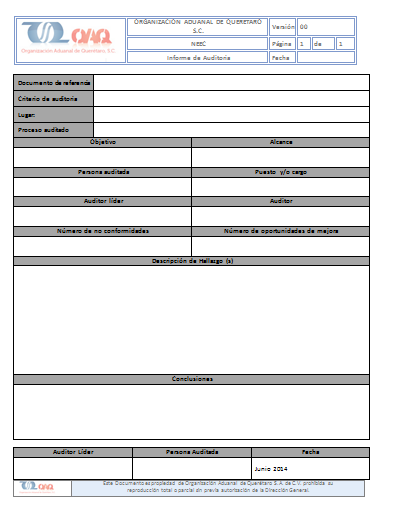 ORGANIZACIÓN ADUANAL DE QUERETARO S.C.
Versión 00
NEEC
Página 1 de 1
Informe de Auditoria
Fecha
OAQ
Organización Aduanal de Querétaro, S.C.
Documento de referencia
Criterio de auditoria
Lugar:
Proceso auditado
Objetivo Alcance
Persona auditada Puesto y/o cargo
Auditor líder Auditor
Número de no conformidades Número de oportunidades de mejora
Descripción de Hallazgo (s)
Conclusiones
Auditor Líder Persona Auditada Fecha
Junio 2014
OAQ
Este Documento es propiedad de Organización Aduanal de Querétaro S.A. de C.V. prohibida su
reproducción total o parcial sin previa autorización de la Dirección General.